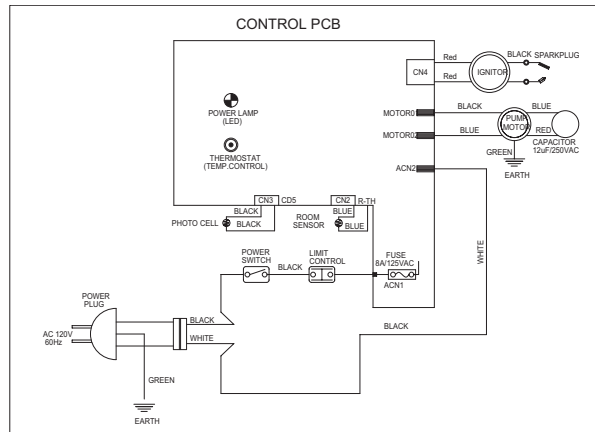 CONTROL PCB
Red
BLACK SPARKPLUG
CN4
IGNITOR
Red
POWER LAMP
(LED)
MOTOR01
BLACK
BLUE
PUMP
MOTOR
MOTOR02
BLUE
RED
CAPACITOR
12uF/250VAC
THERMOSTAT
(TEMP.CONTROL)
GREEN
ACN2
EARTH
CN3 CD5
CN2 R-TH
BLACK
BLUE
PHOTO CELL
BLACK
ROOM
SENSOR
BLUE
WHITE
POWER
SWITCH
BLACK
LIMIT
CONTROL
FUSE
8A/125VAC
ACN1
POWER
PLUG
BLACK
BLACK
AC 120V
60Hz
WHITE
GREEN
EARTH